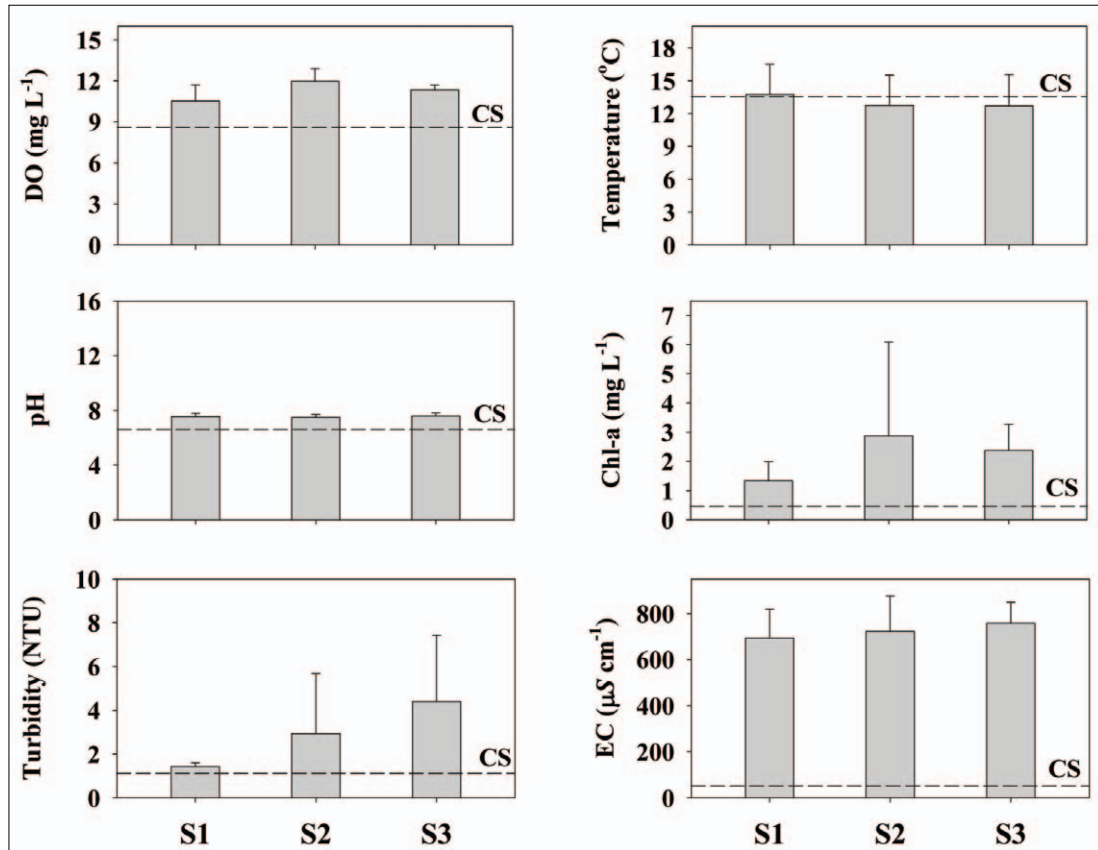 DO (mg L⁻¹)
15
12
9
6
3
0
CS
Temperature (°C)
18
15
12
9
6
3
0
CS
pH
16
12
8
4
0
CS
Chl-a (mg L⁻¹)
7
6
5
4
3
2
1
0
CS
Turbidity (NTU)
10
8
6
4
2
0
CS
S1 S2 S3
EC (µS cm⁻¹)
800
600
400
200
0
CS
S1 S2 S3